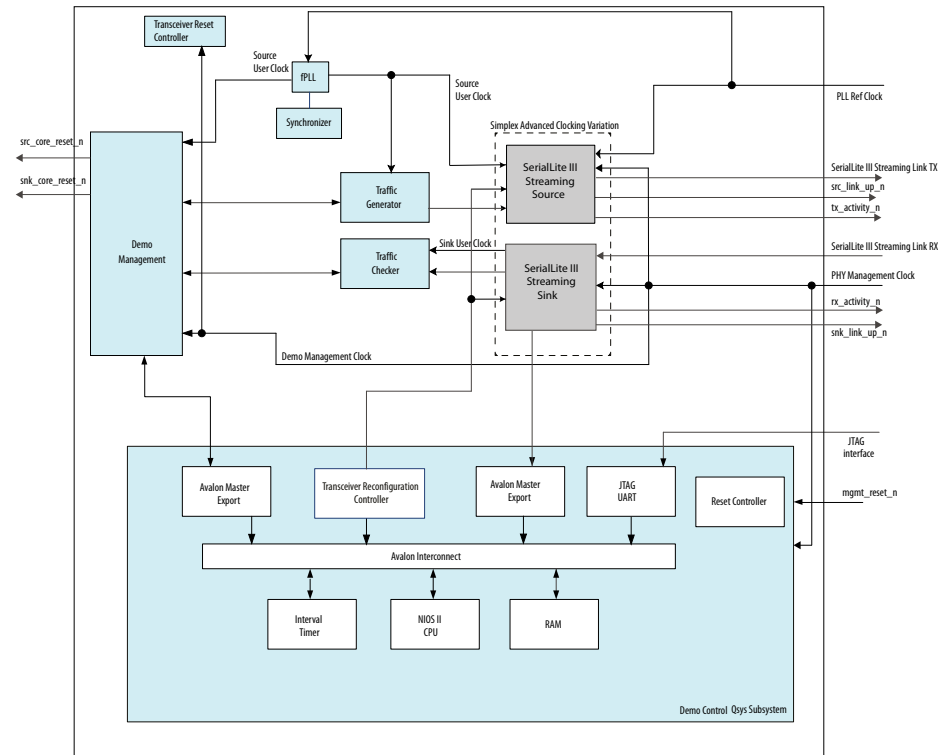 Transceiver Reset
Controller
Source
User Clock
fPLL
Source
User Clock
PLL Ref Clock
Synchronizer
Simplex Advanced Clocking Variation
src_core_reset_n
snk_core_reset_n
SerialLite III
Streaming
Source
SerialLite III Streaming Link TX
src_link_up_n
tx_activity_n
Traffic
Generator
Demo
Management
Traffic
Checker
Sink User Clock
SerialLite III
Streaming
Sink
SerialLite III Streaming Link RX
PHY Management Clock
rx_activity_n
snk_link_up_n
Demo Management Clock
JTAG
interface
Avalon Master
Export
Transceiver Reconfiguration
Controller
Avalon Master
Export
JTAG
UART
Reset Controller
mgmt_reset_n
Avalon Interconnect
Interval
Timer
NIOS II
CPU
RAM
Demo Control Qsys Subsystem